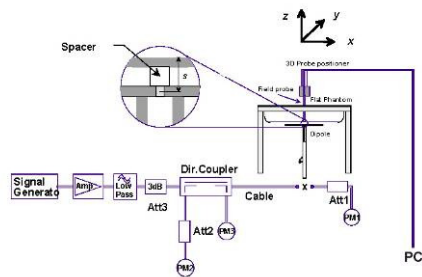 z
y
x
3D Probe positioner
Spacer
s
Field probe
Flat Phantom
Dipole
Signal
Generato
Amp
Low
Pass
3dB
Att3
Dir.Coupler
Cable
x
Att1
PM1
Att2
PM3
PM2
PC